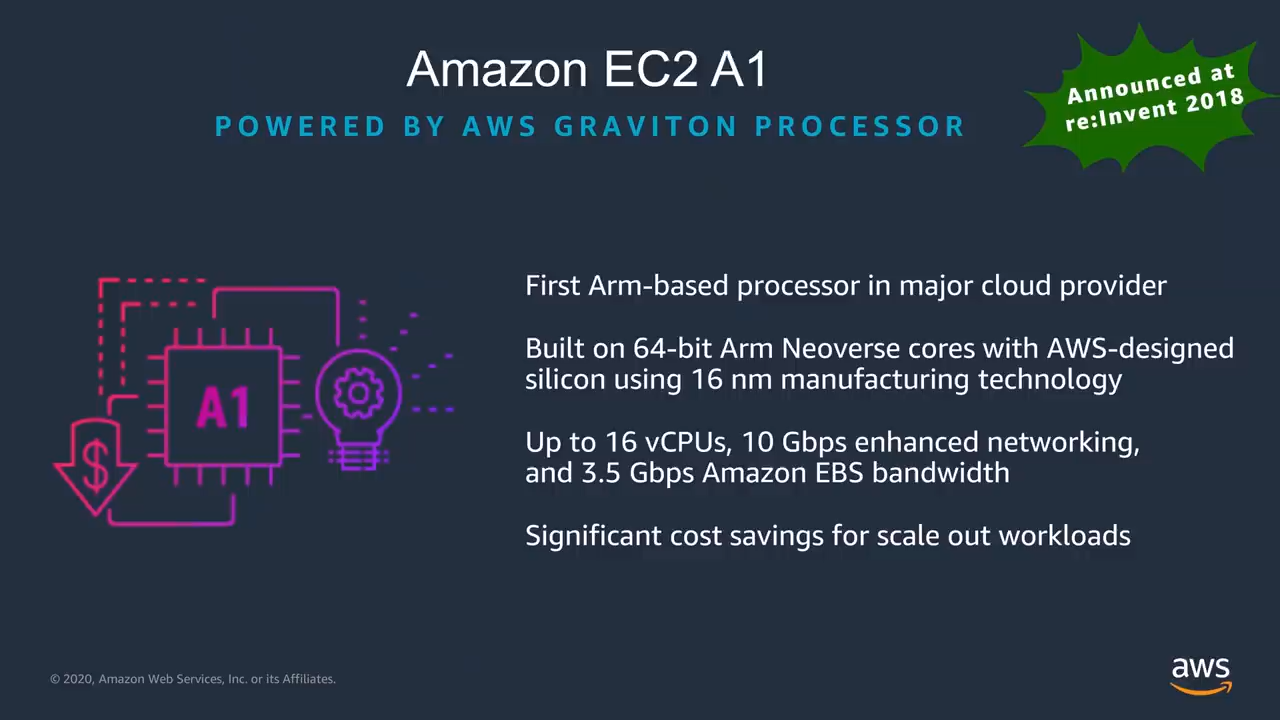 Amazon EC2 A1
POWERED BY AWS GRAVITON PROCESSOR
Announced at
re:Invent 2018
First Arm-based processor in major cloud provider
Built on 64-bit Arm Neoverse cores with AWS-designed
silicon using 16 nm manufacturing technology
Up to 16 vCPUs, 10 Gbps enhanced networking,
and 3.5 Gbps Amazon EBS bandwidth
Significant cost savings for scale out workloads
A1
$
© 2020, Amazon Web Services, Inc. or its Affiliates.
aws